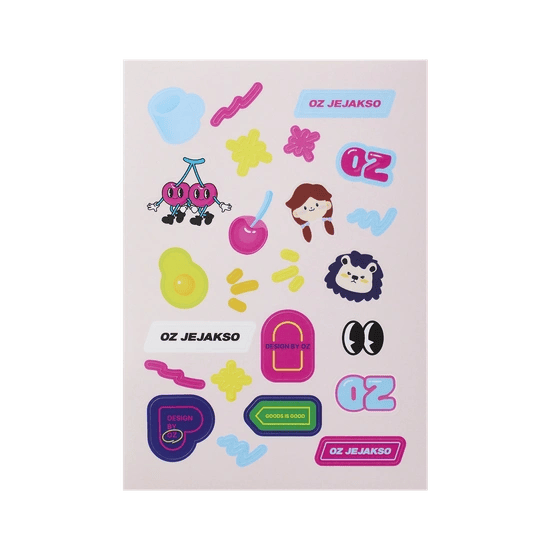 OZ JEJAKSO
OZ
OZ JEJAKSO
DESIGN BY OZ
OZ
DESIGN
BY
OZ
GOODS IS GOOD
OZ JEJAKSO